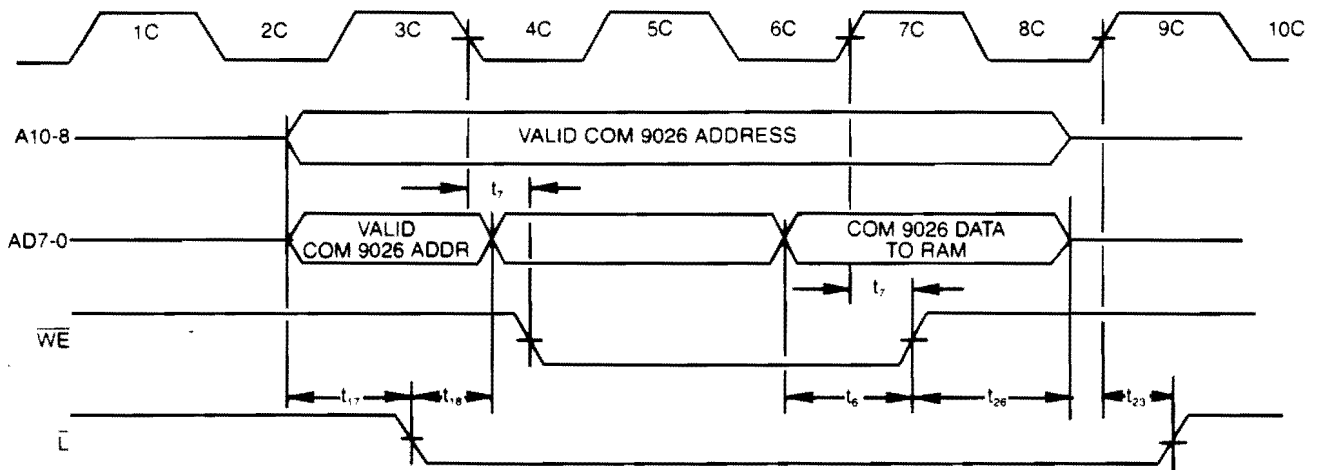 1C 2C 3C 4C 5C 6C 7C 8C 9C 10C
A10-8 VALID COM 9026 ADDRESS
t₇
AD7-0 VALID COM 9026 ADDR COM 9026 DATA TO RAM
t₇
WE
t₁₇ t₁₈ t₆ t₂₆ t₂₃
L